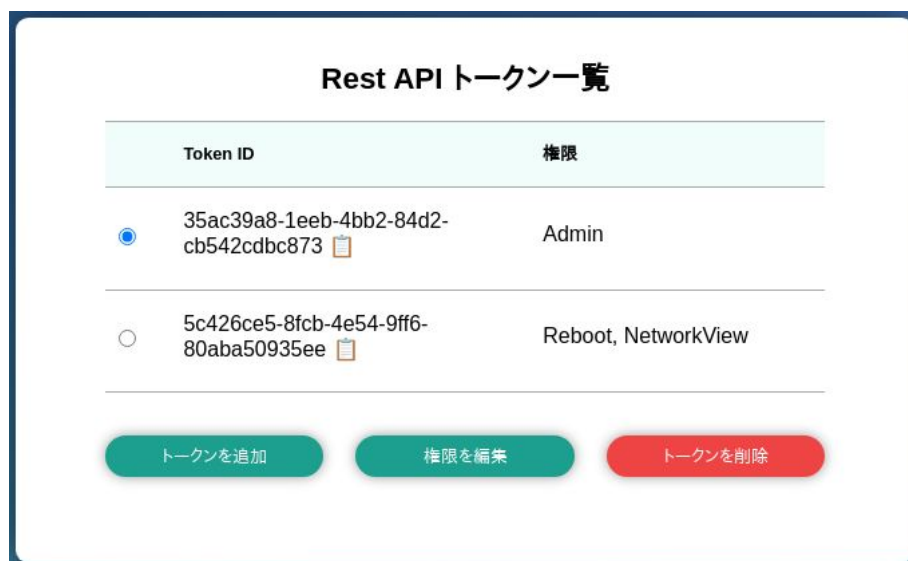 Rest API トークン一覧
Token ID 権限
35ac39a8-1eeb-4bb2-84d2-
cb542cdbc873
Admin
5c426ce5-8fcb-4e54-9ff6-
80aba50935ee
Reboot, NetworkView
トークンを追加 権限を編集 トークンを削除